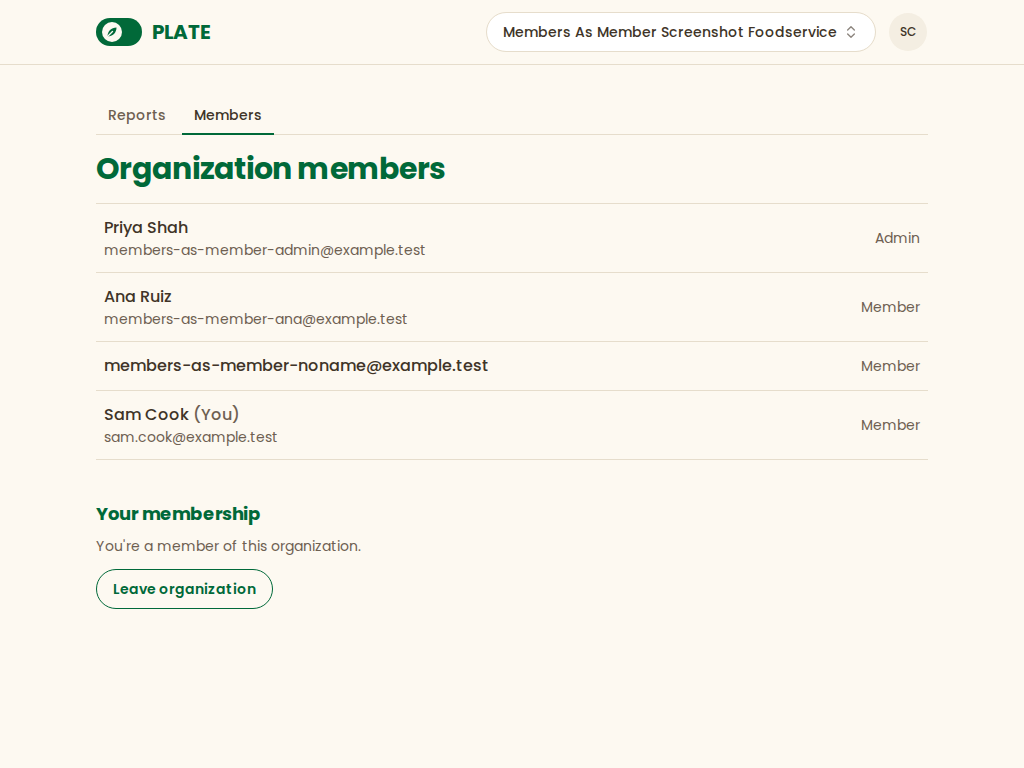 PLATE
Members As Member Screenshot Foodservice
SC
Reports
Members
Organization members
Priya Shah
members-as-member-admin@example.test
Admin
Ana Ruiz
members-as-member-ana@example.test
Member
members-as-member-noname@example.test
Member
Sam Cook (You)
sam.cook@example.test
Member
Your membership
You're a member of this organization.
Leave organization